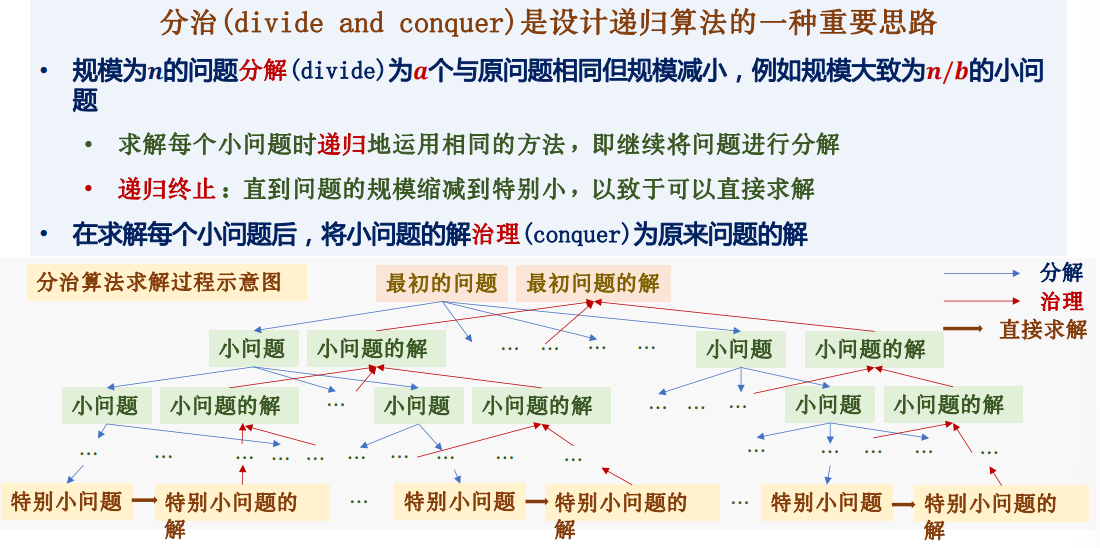 分治(divide and conquer)是设计递归算法的一种重要思路
• 规模为n的问题分解(divide)为a个与原问题相同但规模减小，例如规模大致为n/b的小问
题
• 求解每个小问题时递归地运用相同的方法，即继续将问题进行分解
• 递归终止：直到问题的规模缩减到特别小，以致于可以直接求解
• 在求解每个小问题后，将小问题的解治理(conquer)为原来问题的解
分治算法求解过程示意图
最初的问题 最初问题的解
分解
治理
直接求解
小问题 小问题的解 … … … … 小问题 小问题的解
小问题 小问题的解 … 小问题 小问题的解 … … … 小问题 小问题的解
… … … … … … … … … … … … … …
特别小问题 特别小问题的
解
… 特别小问题 特别小问题的
解
… 特别小问题 特别小问题的
解